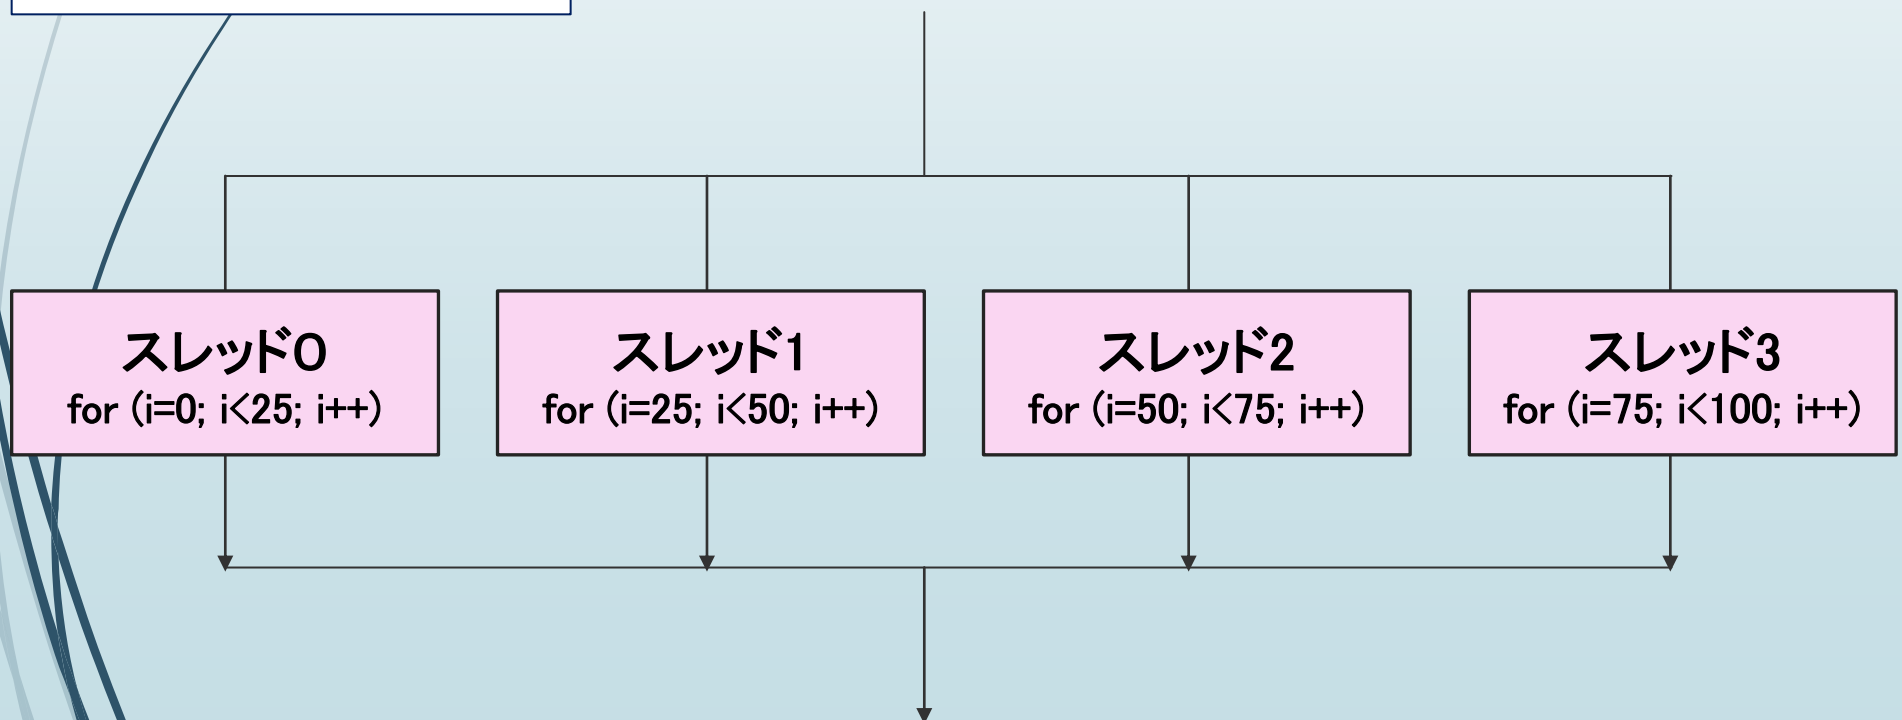 スレッド0
for (i=0; i<25; i++)
スレッド1
for (i=25; i<50; i++)
スレッド2
for (i=50; i<75; i++)
スレッド3
for (i=75; i<100; i++)